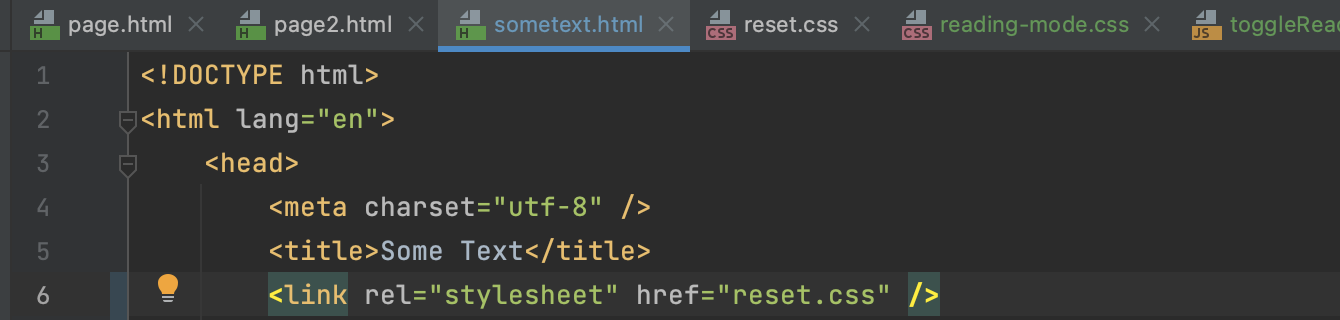 page.html page2.html sometext.html reset.css reading-mode.css toggleRea
H H H CSS CSS JS
1 <!DOCTYPE html>
2 <html lang="en">
3 <head>
4 <meta charset="utf-8" />
5 <title>Some Text</title>
6 <link rel="stylesheet" href="reset.css" />